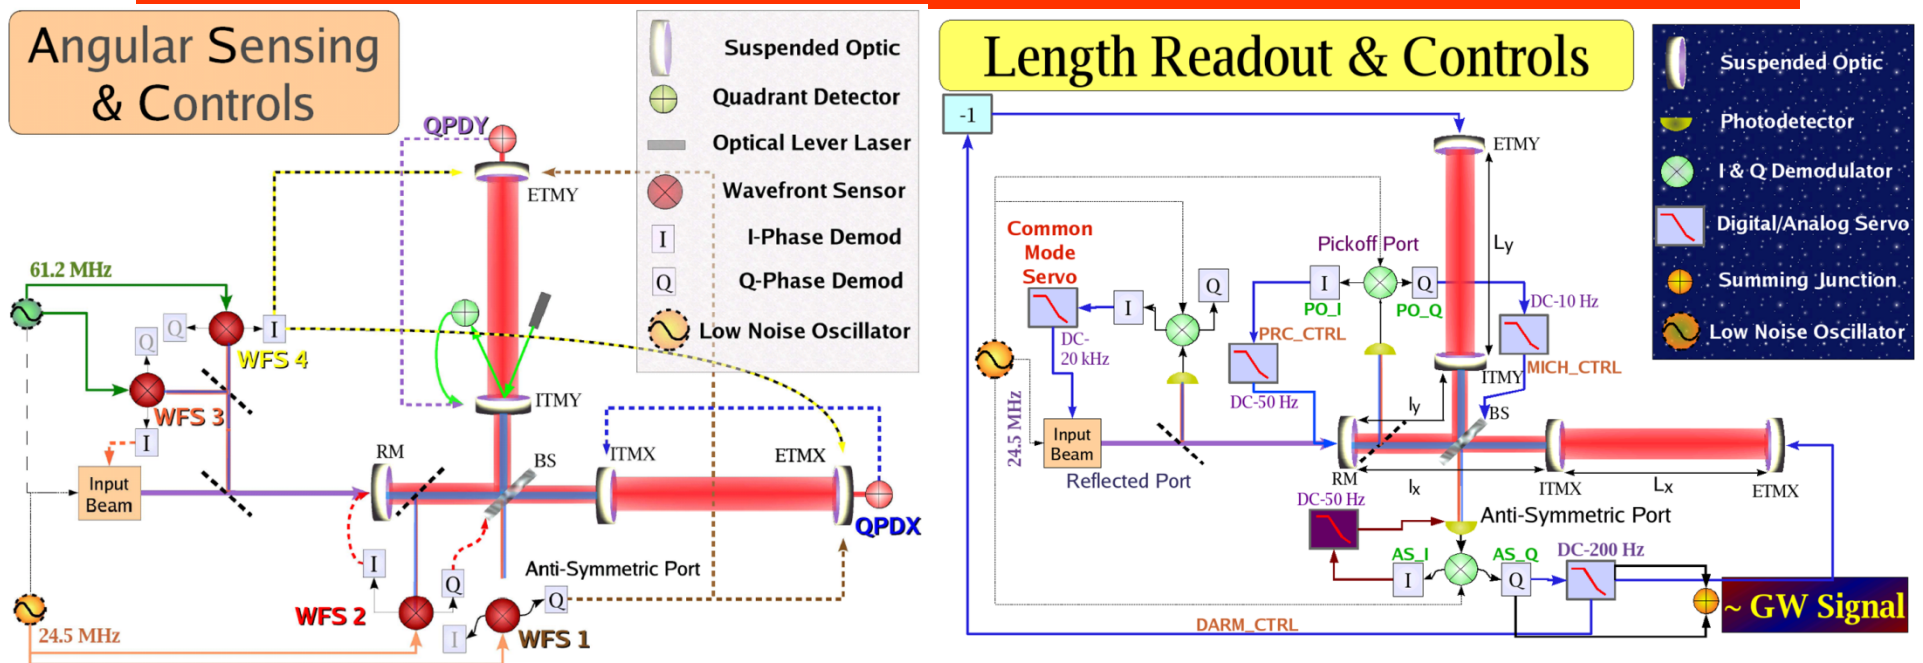 Angular Sensing
& Controls
Suspended Optic
Quadrant Detector
Optical Lever Laser
Wavefront Sensor
I
I-Phase Demod
Q
Q-Phase Demod
Low Noise Oscillator
QPDY
ETMY
61.2 MHz
Q
Q
I
WFS 4
WFS 3
I
ITMY
RM
BS
ITMX
ETMX
Input
Beam
QPDX
I
Q
Anti-Symmetric Port
WFS 2
Q
I
WFS 1
24.5 MHz
Length Readout & Controls
Suspended Optic
Photodetector
I & Q Demodulator
Digital/Analog Servo
Summing Junction
Low Noise Oscillator
-1
ETMY
Common
Mode
Servo
Pickoff Port
Ly
I
Q
I
Q
PO_I
PO_Q
DC-10 Hz
DC-
20 kHz
PRC_CTRL
ITMY
MICH_CTRL
DC-50 Hz
ly
BS
24.5 MHz
Input
Beam
Reflected Port
RM
lx
ITMX
Lx
ETMX
DC-50 Hz
Anti-Symmetric Port
AS_I
AS_Q
DC-200 Hz
I
Q
~ GW Signal
DARM_CTRL